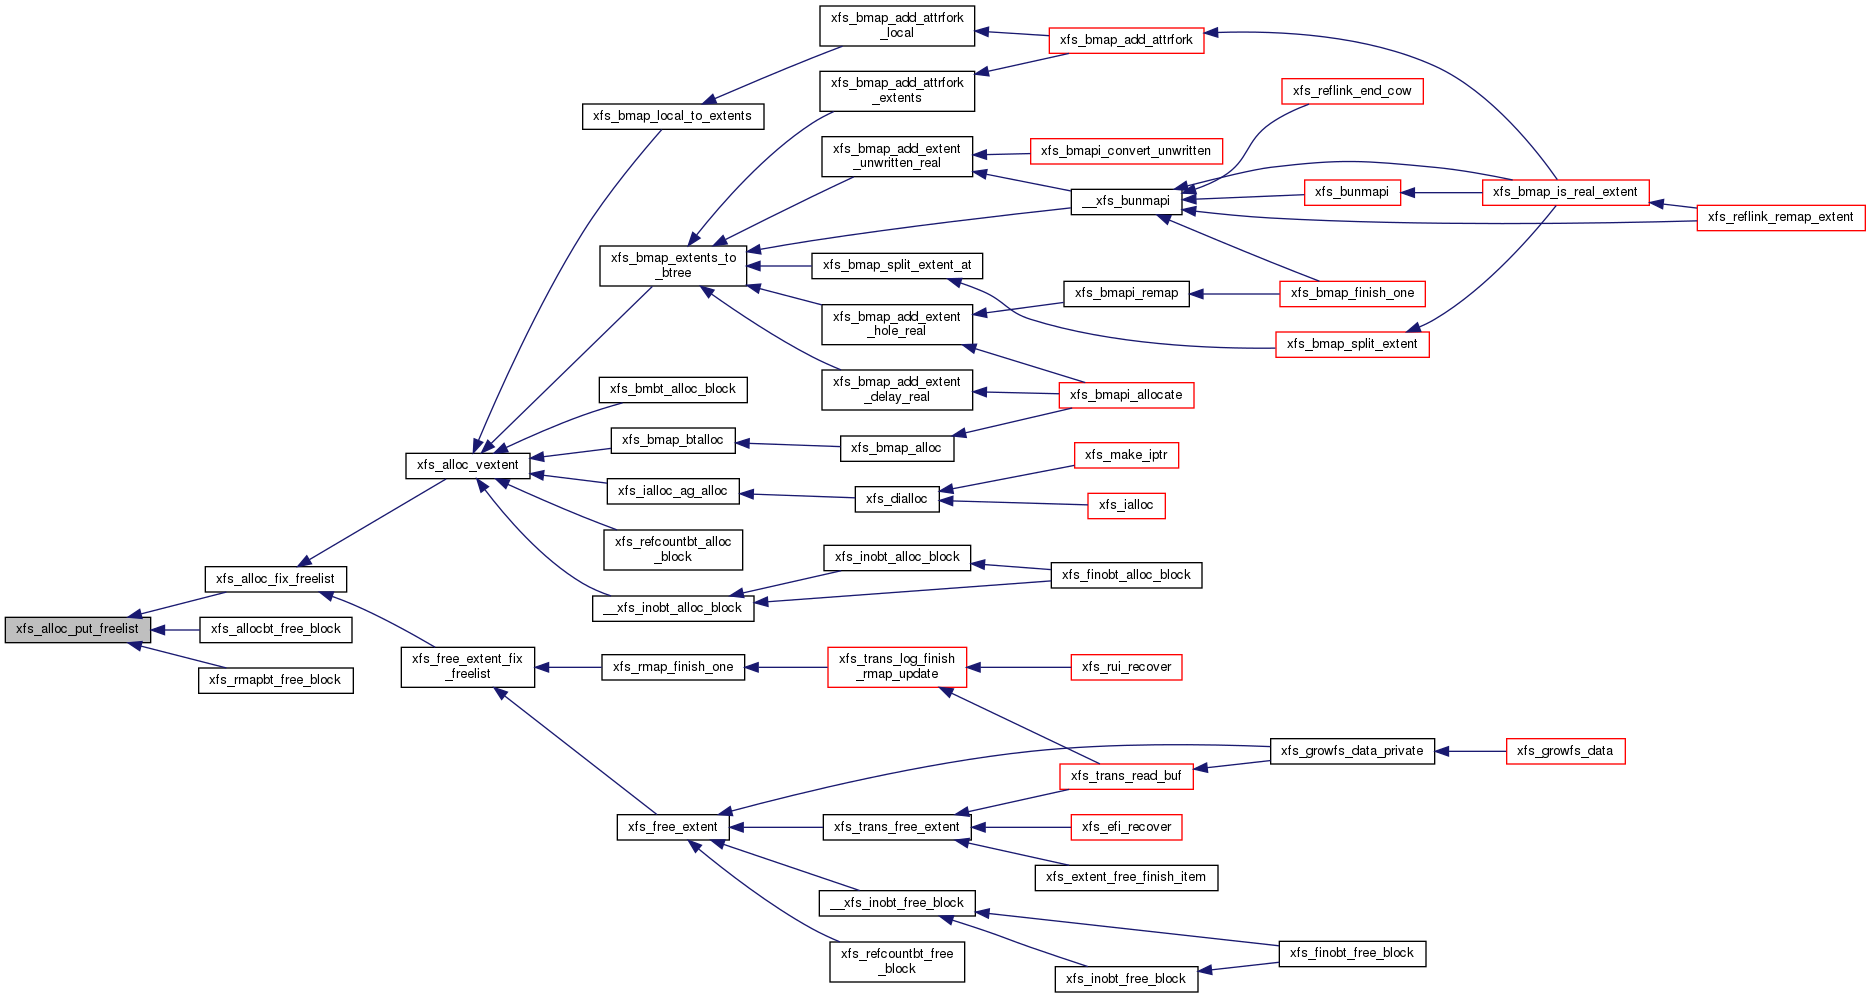 xfs_bmap_add_attrfork
_local
xfs_bmap_add_attrfork
xfs_bmap_add_attrfork
_extents
xfs_reflink_end_cow
xfs_bmap_local_to_extents
xfs_bmap_add_extent
_unwritten_real
xfs_bmapi_convert_unwritten
xfs_bunmapi
xfs_bmap_is_real_extent
__xfs_bunmapi
xfs_reflink_remap_extent
xfs_bmap_extents_to
_btree
xfs_bmap_split_extent_at
xfs_bmapi_remap
xfs_bmap_finish_one
xfs_bmap_add_extent
_hole_real
xfs_bmap_split_extent
xfs_bmbt_alloc_block
xfs_bmap_add_extent
_delay_real
xfs_bmapi_allocate
xfs_bmap_btalloc
xfs_bmap_alloc
xfs_make_iptr
xfs_alloc_vextent
xfs_ialloc_ag_alloc
xfs_dialloc
xfs_ialloc
xfs_refcountbt_alloc
_block
xfs_inobt_alloc_block
xfs_finobt_alloc_block
xfs_alloc_fix_freelist
__xfs_inobt_alloc_block
xfs_alloc_put_freelist
xfs_allocbt_free_block
xfs_rmapbt_free_block
xfs_free_extent_fix
_freelist
xfs_rmap_finish_one
xfs_trans_log_finish
_rmap_update
xfs_rui_recover
xfs_growfs_data_private
xfs_growfs_data
xfs_trans_read_buf
xfs_free_extent
xfs_trans_free_extent
xfs_efi_recover
xfs_extent_free_finish_item
__xfs_inobt_free_block
xfs_refcountbt_free
_block
xfs_finobt_free_block
xfs_inobt_free_block